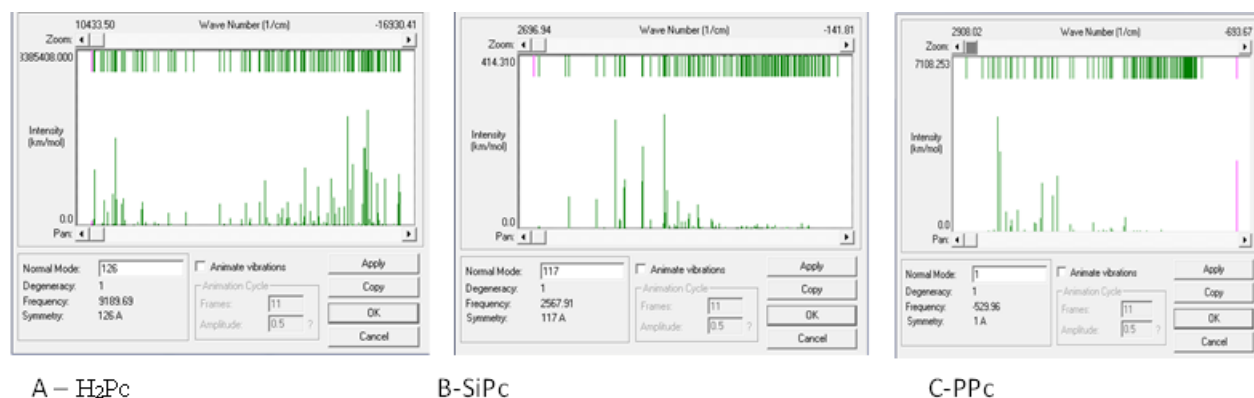 10433.50 Wave Number (1/cm) -16930.41
Zoom:
3385408.000
Intensity
(km/mol)
0.0
Pan:
Normal Mode: 126
Degeneracy: 1
Frequency: 9189.69
Symmetry: 126 A
Animate vibrations
Animation Cycle
Frames: 11
Amplitude: 0.5 ?
Apply
Copy
OK
Cancel
A – H₂Pc
2696.94 Wave Number (1/cm) -141.81
Zoom:
414.310
Intensity
(km/mol)
0.0
Pan:
Normal Mode: 117
Degeneracy: 1
Frequency: 2567.91
Symmetry: 117 A
Animate vibrations
Animation Cycle
Frames: 11
Amplitude: 0.5 ?
Apply
Copy
OK
Cancel
B-SiPc
2908.02 Wave Number (1/cm) -693.67
Zoom:
7108.253
Intensity
(km/mol)
0.0
Pan:
Normal Mode: 1
Degeneracy: 1
Frequency: -529.96
Symmetry: 1 A
Animate vibrations
Animation Cycle
Frames: 11
Amplitude: 0.5 ?
Apply
Copy
OK
Cancel
C-PPc